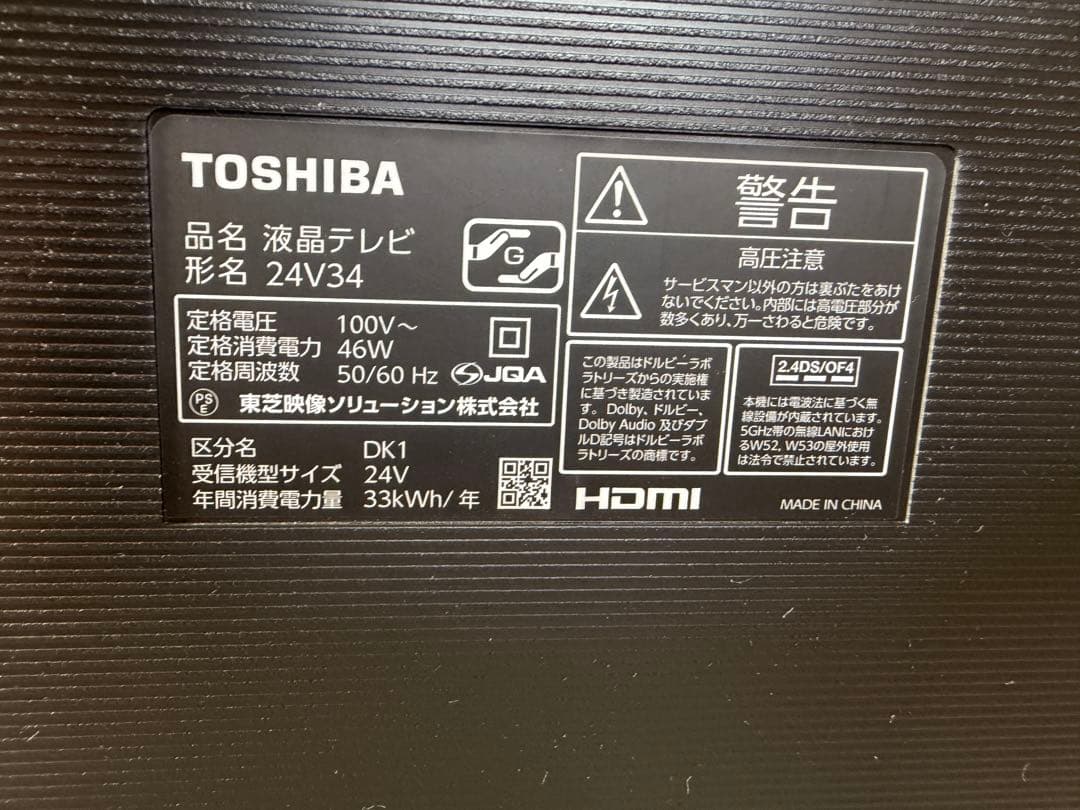 TOSHIBA
品名 液晶テレビ
形名 24V34
G
定格電圧 100V～
定格消費電力 46W
定格周波数 50/60 Hz JQA
PSE 東芝映像ソリューション株式会社
区分名 DK1
受信機型サイズ 24V
年間消費電力量 33kWh/年
警告
高圧注意
サービスマン以外の方は裏ぶたをあけ
ないでください。内部には高電圧部分が
数多くあり、万一さわると危険です。
この製品はドルビーラボ
ラトリーズからの実施権
に基づき製造されていま
す。Dolby、ドルビー、
Dolby Audio 及びダブ
ルD記号はドルビーラボ
ラトリーズの商標です。
2.4DS/OF4
本機には電波法に基づく無
線設備が内蔵されています。
5GHz帯の無線LANにおけ
るW52, W53の屋外使用
は法令で禁止されています。
HDMI
MADE IN CHINA